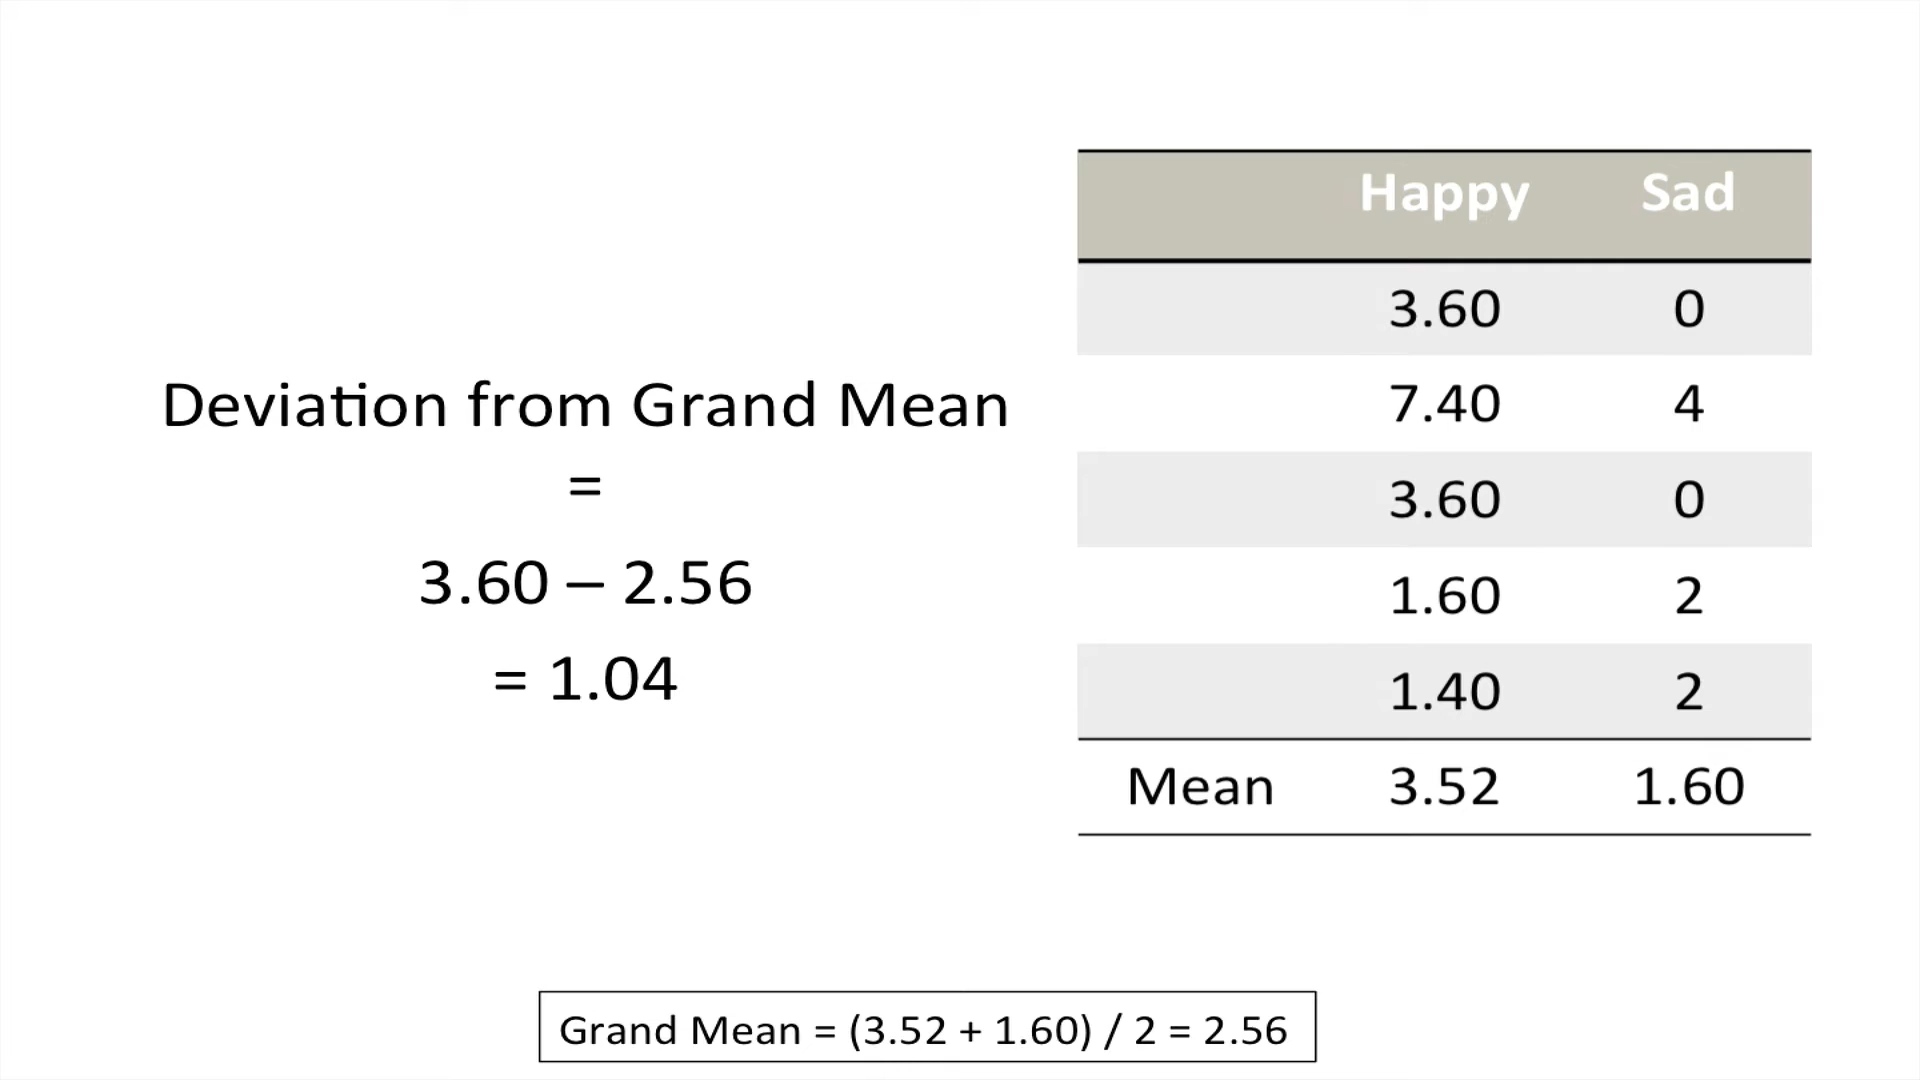 Deviation from Grand Mean
=
3.60 – 2.56
= 1.04
Happy Sad
3.60 0
7.40 4
3.60 0
1.60 2
1.40 2
Mean 3.52 1.60
Grand Mean = (3.52 + 1.60) / 2 = 2.56